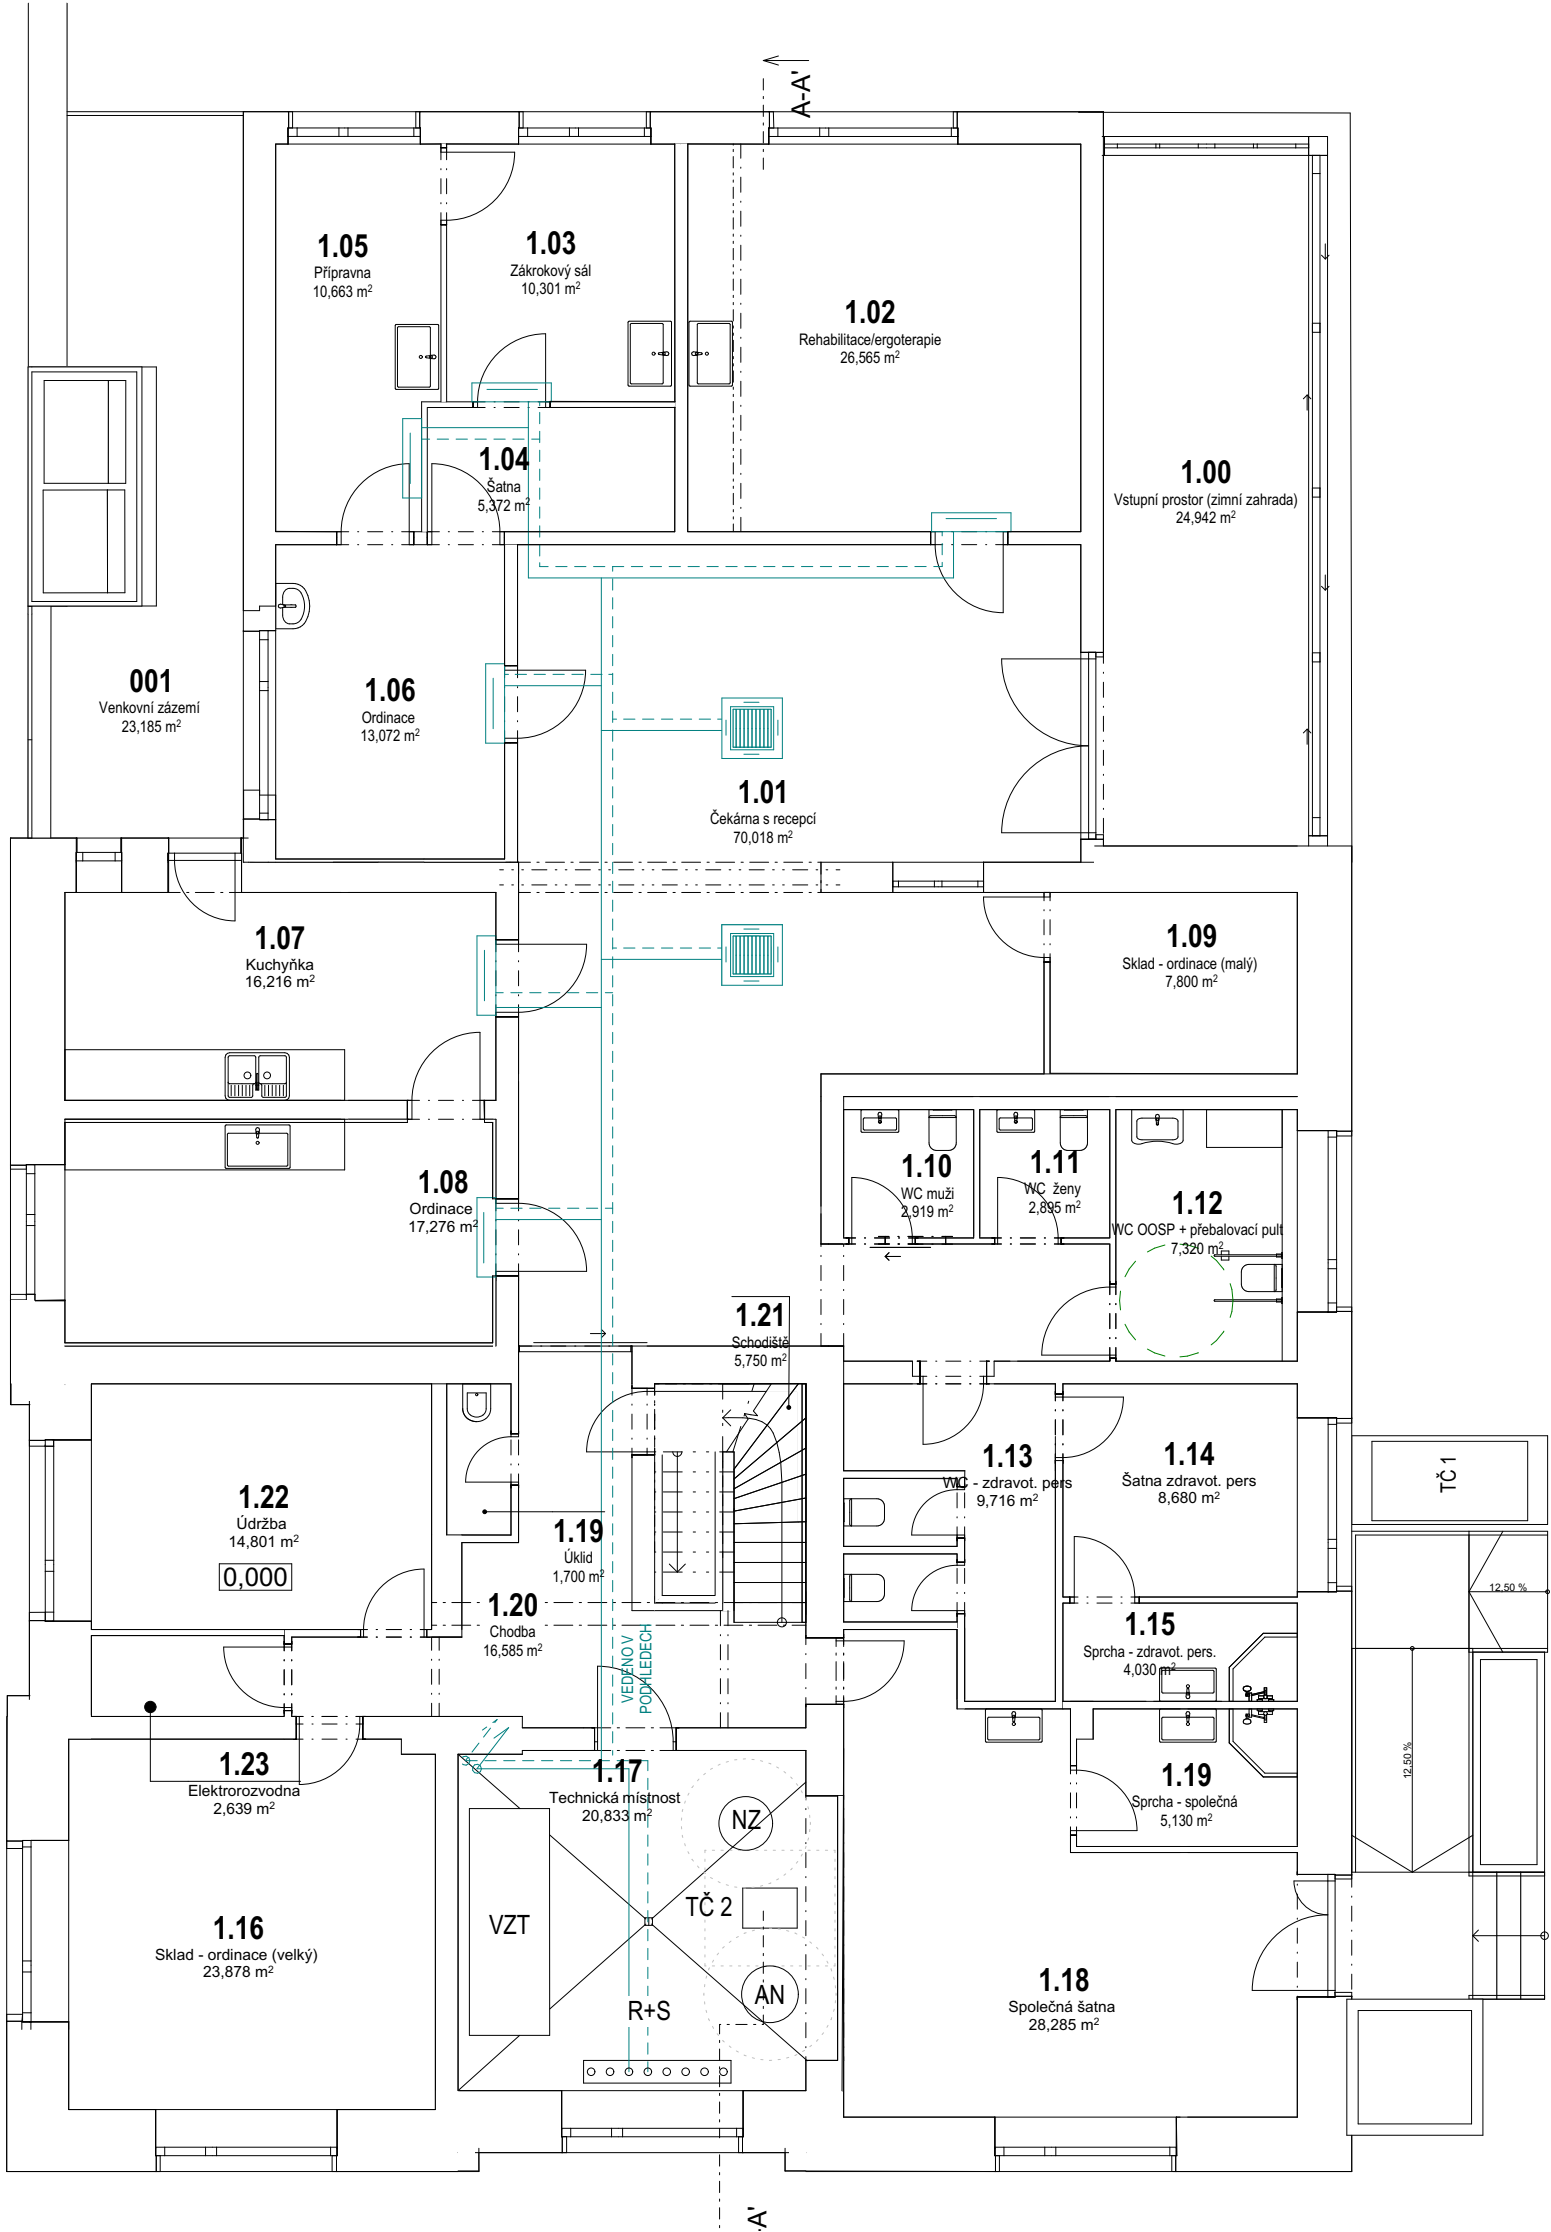 A-A'
1.05
Přípravna
10,663 m²
1.03
Zákrokový sál
10,301 m²
1.02
Rehabilitace/ergoterapie
26,565 m²
1.04
Šatna
5,372 m²
1.00
Vstupní prostor (zimní zahrada)
24,942 m²
001
Venkovní zázemí
23,185 m²
1.06
Ordinace
13,072 m²
1.01
Čekárna s recepcí
70,018 m²
1.07
Kuchyňka
16,216 m²
1.09
Sklad - ordinace (malý)
7,800 m²
1.08
Ordinace
17,276 m²
1.10
WC muži
2,919 m²
1.11
WC ženy
2,895 m²
1.12
WC OOSP + přebalovací pult
7,320 m²
1.21
Schodiště
5,750 m²
1.13
WC - zdravot. pers
9,716 m²
1.14
Šatna zdravot. pers
8,680 m²
TČ 1
1.22
Údržba
14,801 m²
0,000
1.19
Úklid
1,700 m²
1.20
Chodba
16,585 m²
VEDENO V
PODHLEDECH
1.15
Sprcha - zdravot. pers.
4,030 m²
12,50 %
12,50 %
1.23
Elektrorozvodna
2,639 m²
1.17
Technická místnost
20,833 m²
NZ
1.19
Sprcha - společná
5,130 m²
VZT
TČ 2
AN
R+S
1.16
Sklad - ordinace (velký)
23,878 m²
1.18
Společná šatna
28,285 m²
-A'